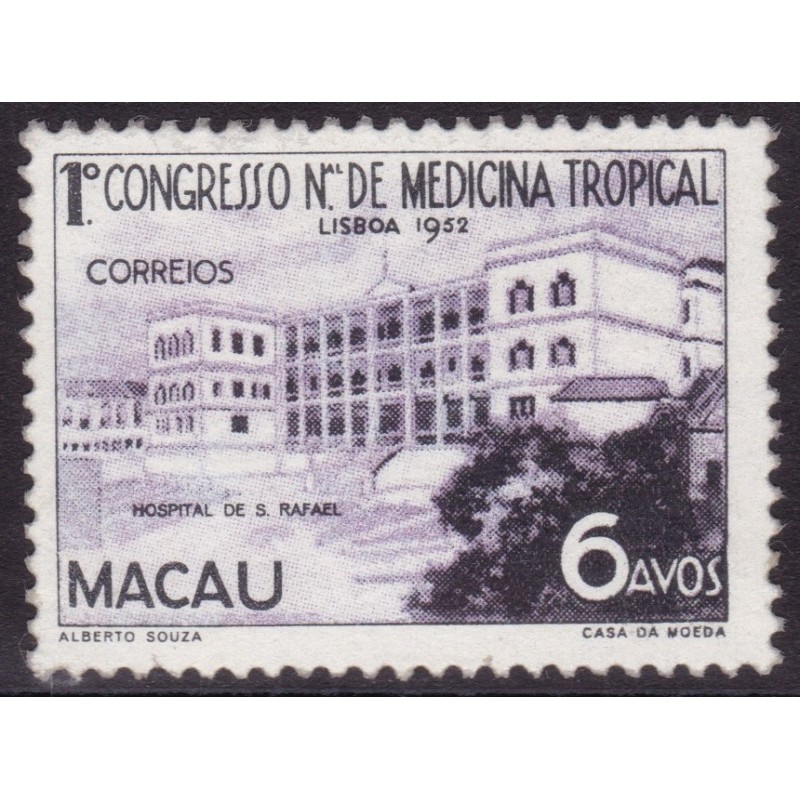 1º. CONGRESSO Nᴬᴸ. DE MEDICINA TROPICAL
LISBOA 1952
CORREIOS
HOSPITAL DE S. RAFAEL
MACAU
6 AVOS
ALBERTO SOUZA
CASA DA MOEDA